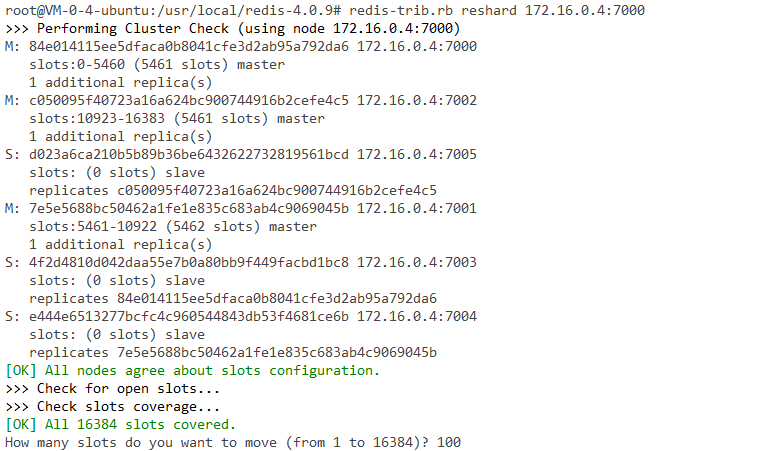 root@VM-0-4-ubuntu:/usr/local/redis-4.0.9# redis-trib.rb reshard 172.16.0.4:7000
>>> Performing Cluster Check (using node 172.16.0.4:7000)
M: 84e014115ee5dfaca0b8041cfe3d2ab95a792da6 172.16.0.4:7000
   slots:0-5460 (5461 slots) master
   1 additional replica(s)
M: c050095f40723a16a624bc900744916b2cefe4c5 172.16.0.4:7002
   slots:10923-16383 (5461 slots) master
   1 additional replica(s)
S: d023a6ca210b5b89b36be6432622732819561bcd 172.16.0.4:7005
   slots: (0 slots) slave
   replicates c050095f40723a16a624bc900744916b2cefe4c5
M: 7e5e5688bc50462a1fe1e835c683ab4c9069045b 172.16.0.4:7001
   slots:5461-10922 (5462 slots) master
   1 additional replica(s)
S: 4f2d4810d042daa55e7b0a80bb9f449facbd1bc8 172.16.0.4:7003
   slots: (0 slots) slave
   replicates 84e014115ee5dfaca0b8041cfe3d2ab95a792da6
S: e444e6513277bcfc4c960544843db53f4681ce6b 172.16.0.4:7004
   slots: (0 slots) slave
   replicates 7e5e5688bc50462a1fe1e835c683ab4c9069045b
[OK] All nodes agree about slots configuration.
>>> Check for open slots...
>>> Check slots coverage...
[OK] All 16384 slots covered.
How many slots do you want to move (from 1 to 16384)? 100